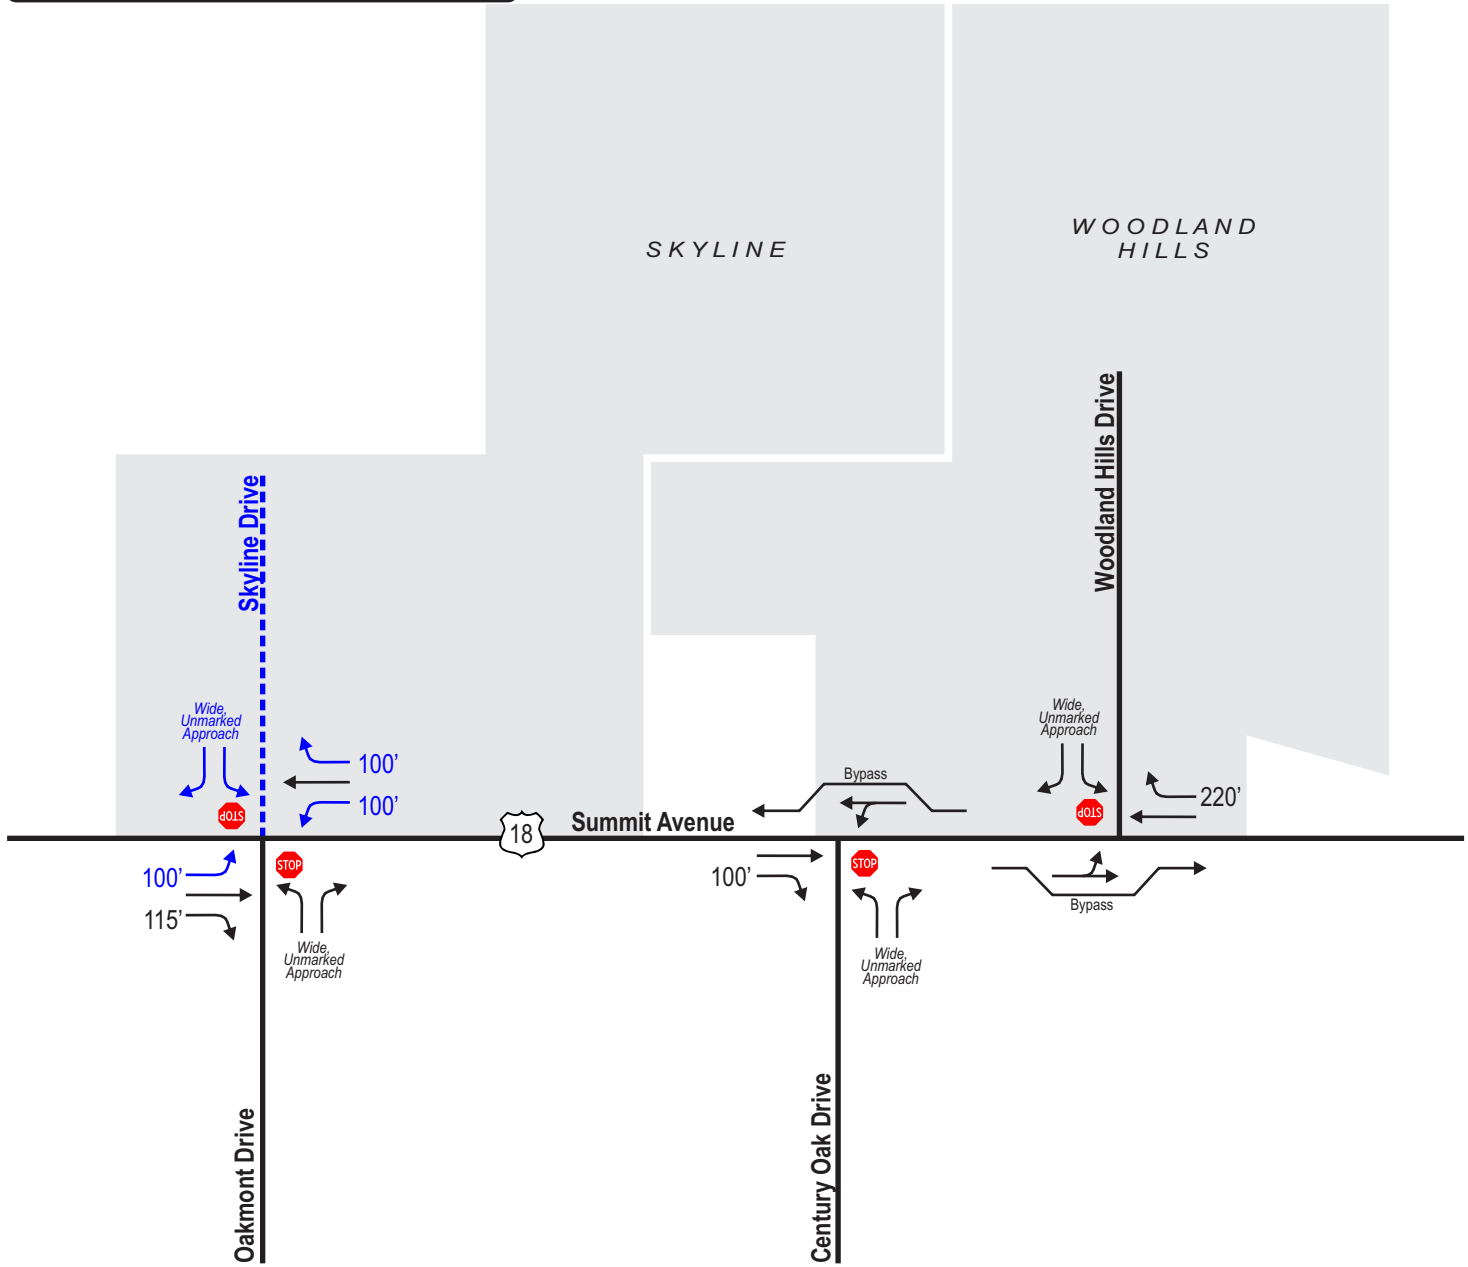 SKYLINE
WOODLAND
HILLS
Skyline Drive
Woodland Hills Drive
Wide,
Unmarked
Approach
100’
100’
STOP
Bypass
Wide,
Unmarked
Approach
STOP
220’
18
Summit Avenue
100’
115’
STOP
Wide,
Unmarked
Approach
100’
STOP
Wide,
Unmarked
Approach
Bypass
Oakmont Drive
Century Oak Drive